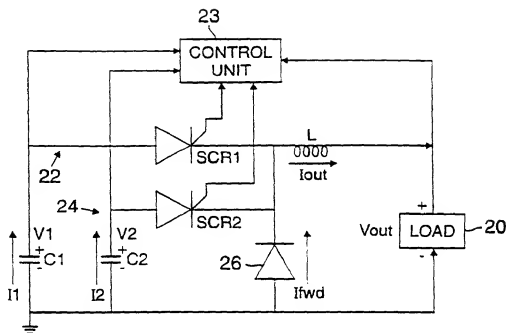 23
CONTROL
UNIT
L
22
SCR1
Iout
24
V1
V2
SCR2
+
Vout
LOAD
20
+
-
C1
+
-
C2
26
-
I1
I2
Ifwd